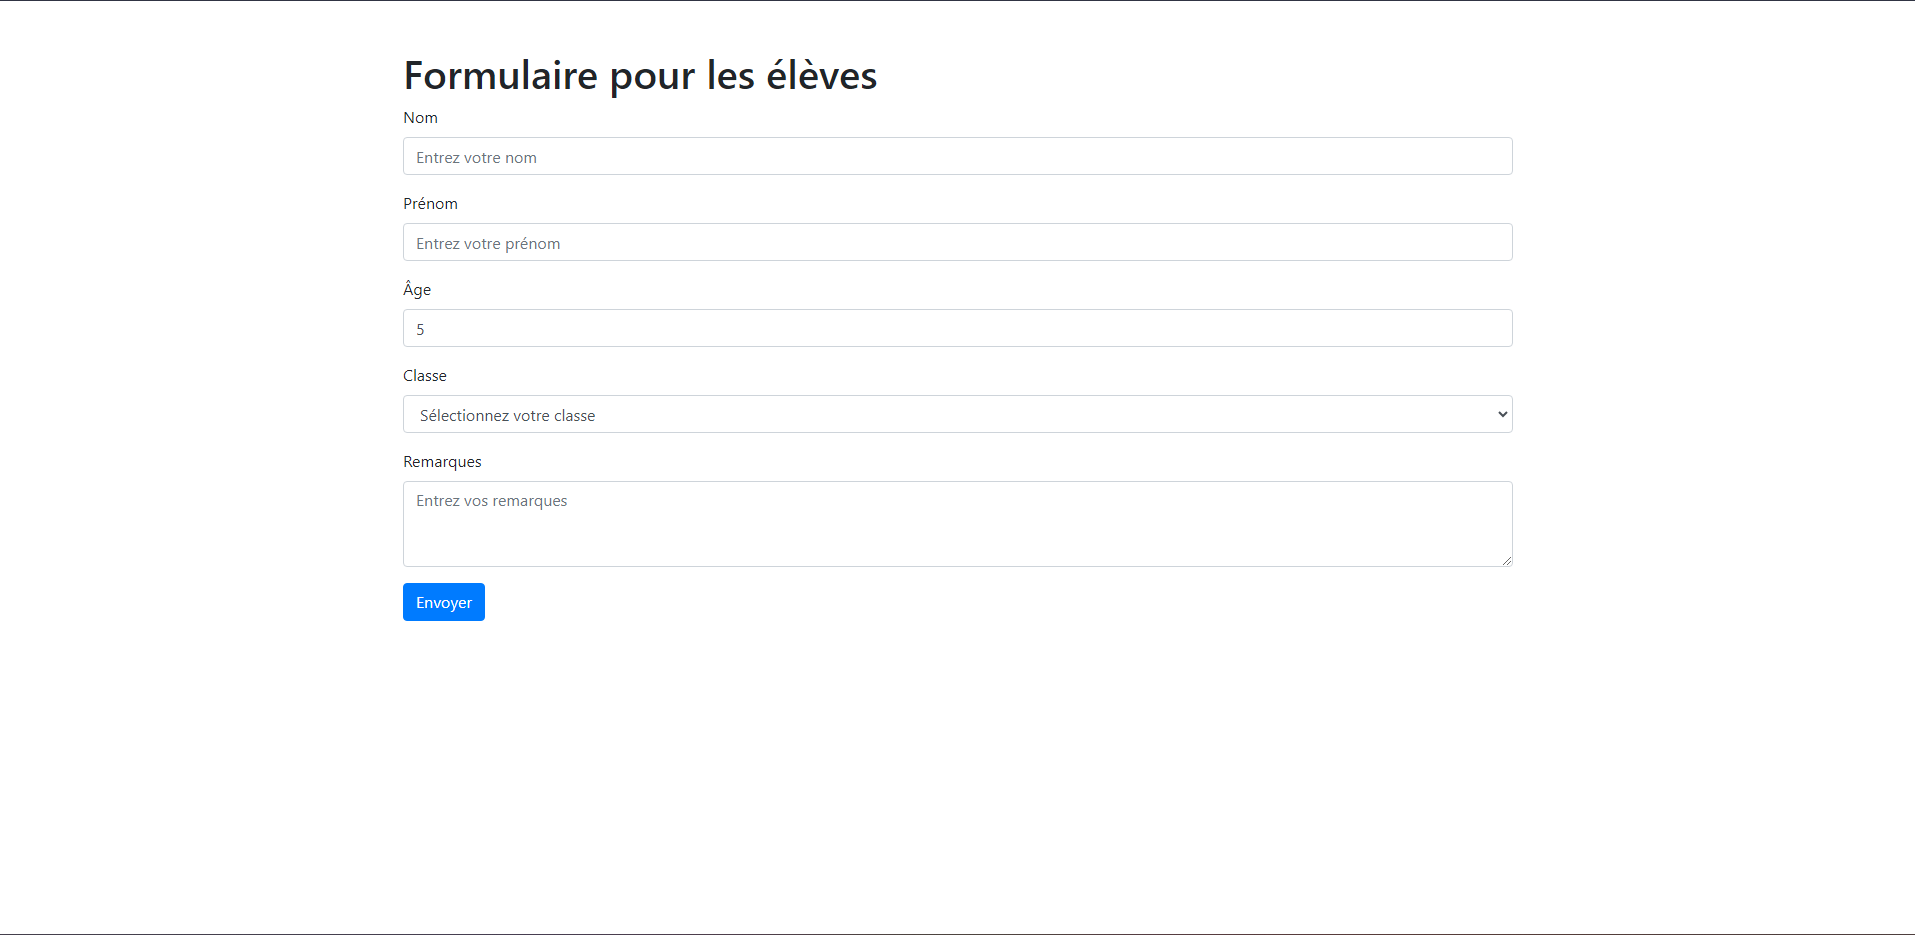 Formulaire pour les élèves
Nom
Entrez votre nom
Prénom
Entrez votre prénom
Âge
5
Classe
Sélectionnez votre classe
Remarques
Entrez vos remarques
Envoyer